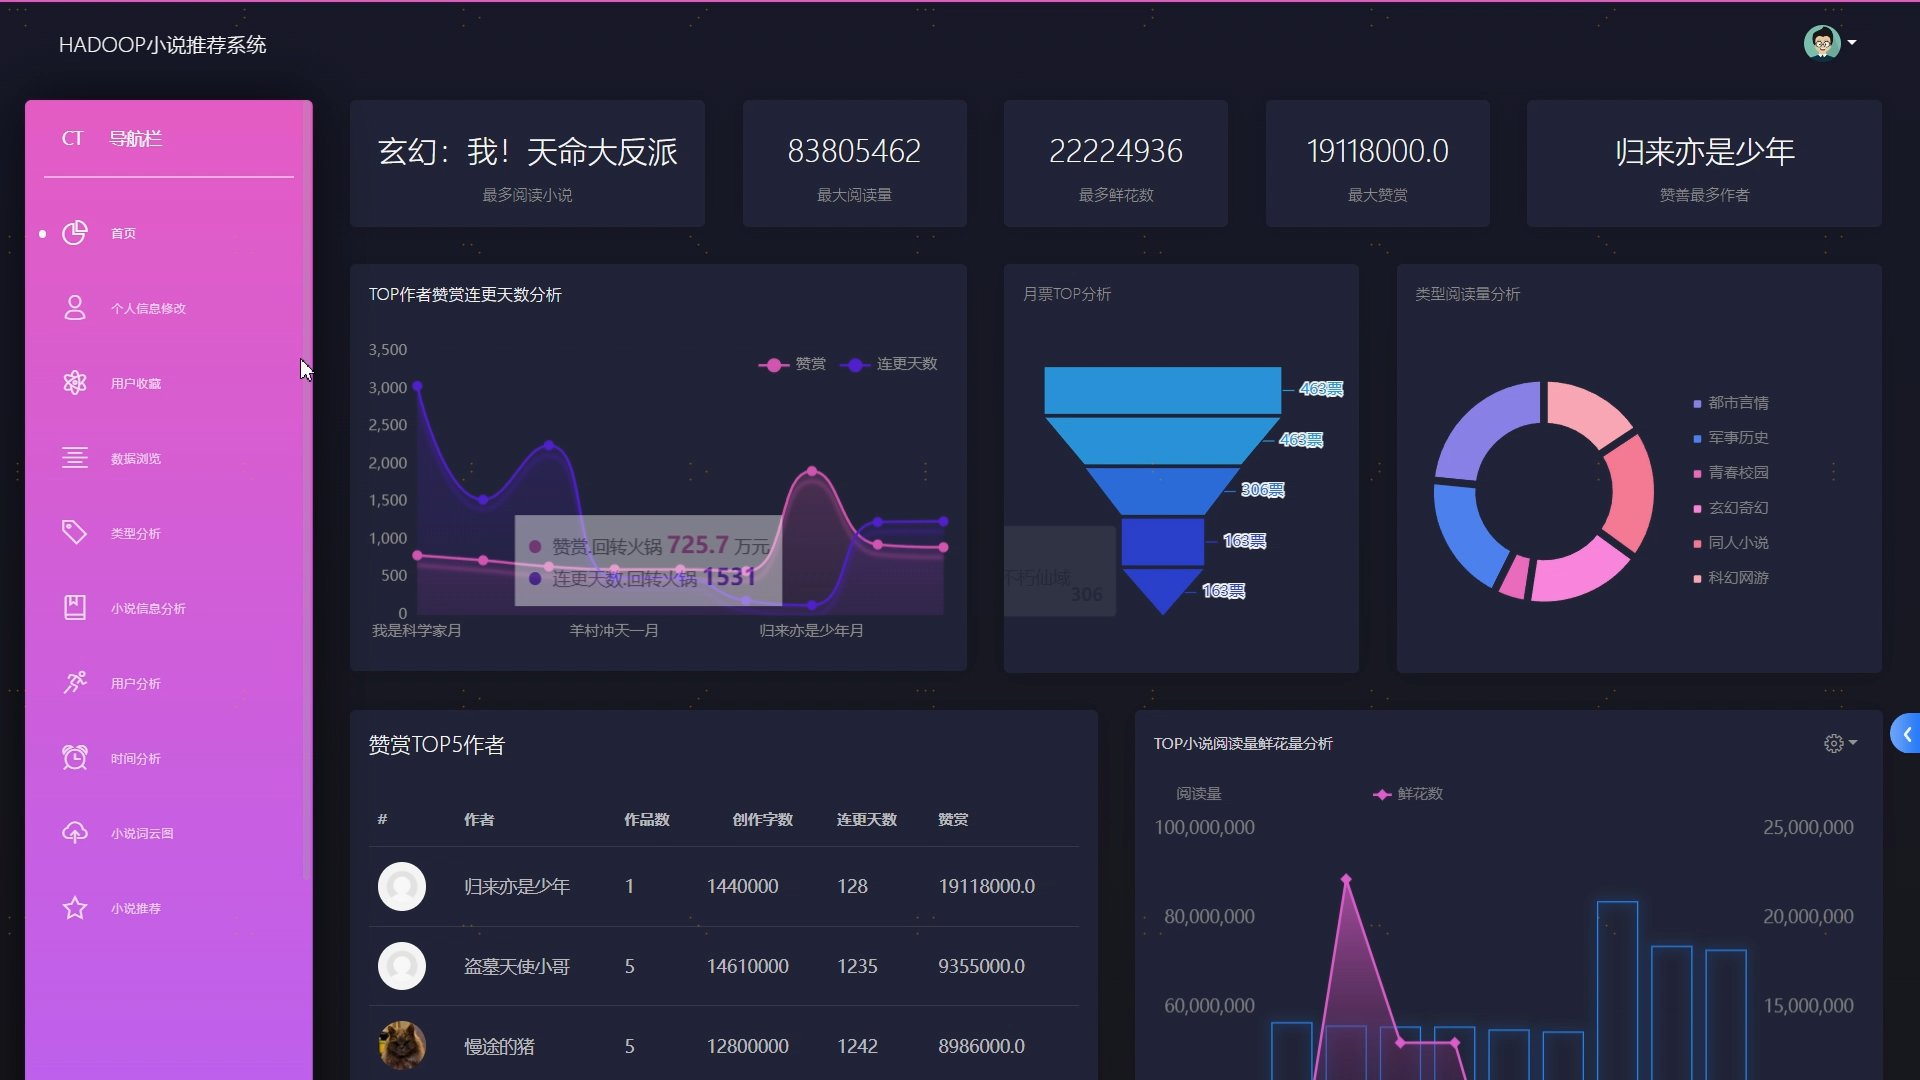 HADOOP小说推荐系统
CT 导航栏
首页
个人信息修改
用户收藏
数据浏览
类型分析
小说信息分析
用户分析
时间分析
小说词云图
小说推荐
玄幻：我！天命大反派
最多阅读小说
83805462
最大阅读量
22224936
最多鲜花数
19118000.0
最大赞赏
归来亦是少年
赞善最多作者
TOP作者赞赏连更天数分析
赞赏 连更天数
3,500
3,000
2,500
2,000
1,500
1,000
500
0
赞赏.回转火锅 725.7 万元
连更天数.回转火锅 1531
我是科学家月 羊村冲天一月 归来亦是少年月
月票TOP分析
463票
463票
306票
163票
163票
不朽仙域
306
类型阅读量分析
都市言情
军事历史
青春校园
玄幻奇幻
同人小说
科幻网游
赞赏TOP5作者
# 作者 作品数 创作字数 连更天数 赞赏
归来亦是少年 1 1440000 128 19118000.0
盗墓天使小哥 5 14610000 1235 9355000.0
慢途的猪 5 12800000 1242 8986000.0
TOP小说阅读量鲜花量分析
阅读量 鲜花数
100,000,000 25,000,000
80,000,000 20,000,000
60,000,000 15,000,000